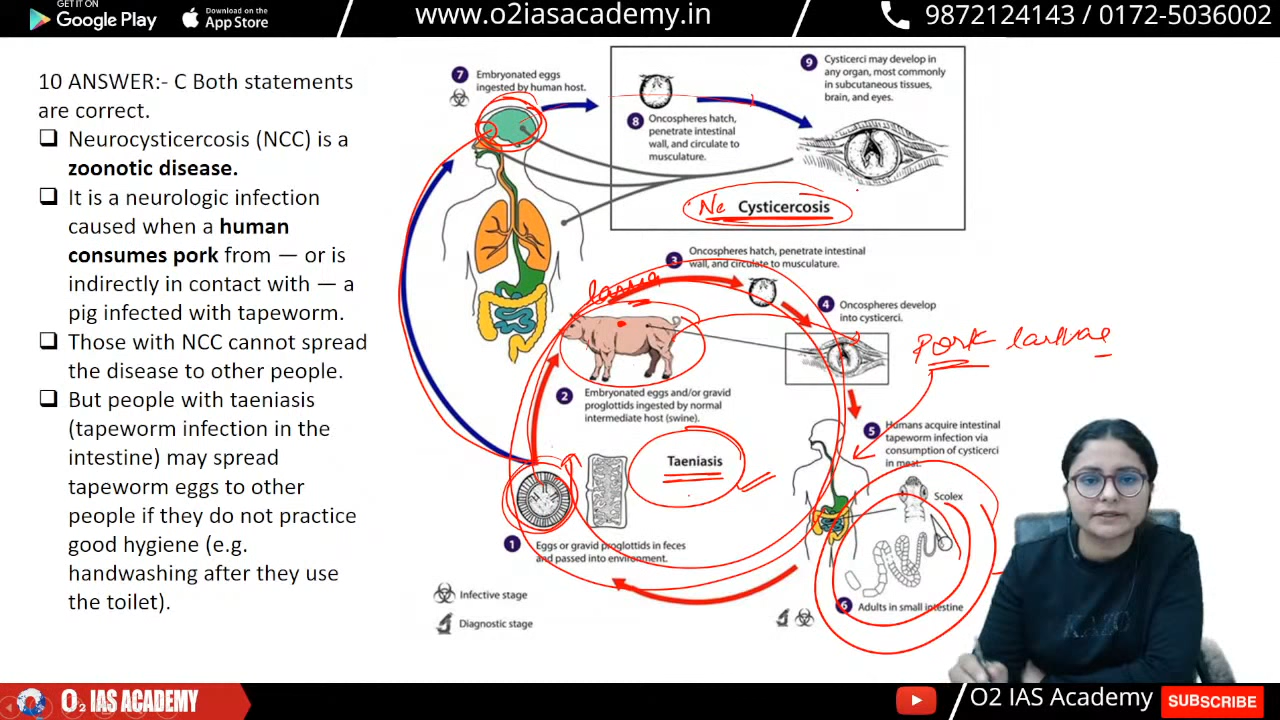 GET IT ON
Google Play
Download on the
App Store
www.o2iasacademy.in
9872124143 / 0172-5036002
10 ANSWER:- C Both statements
are correct.
Neurocysticercosis (NCC) is a
zoonotic disease.
It is a neurologic infection
caused when a human
consumes pork from — or is
indirectly in contact with — a
pig infected with tapeworm.
Those with NCC cannot spread
the disease to other people.
But people with taeniasis
(tapeworm infection in the
intestine) may spread
tapeworm eggs to other
people if they do not practice
good hygiene (e.g.
handwashing after they use
the toilet).
7 Embryonated eggs
ingested by human host.
8 Oncospheres hatch,
penetrate intestinal
wall, and circulate to
musculature.
9 Cysticerci may develop in
any organ, most commonly
in subcutaneous tissues,
brain, and eyes.
Ne Cysticercosis
3 Oncospheres hatch, penetrate intestinal
wall, and circulate to musculature.
larva
4 Oncospheres develop
into cysticerci.
Pork larvae
2 Embryonated eggs and/or gravid
proglottids ingested by normal
intermediate host (swine).
5 Humans acquire intestinal
tapeworm infection via
consumption of cysticerci
in meat.
Taeniasis
Scolex
1 Eggs or gravid proglottids in feces
and passed into environment.
6 Adults in small intestine
Infective stage
Diagnostic stage
KAZO
O2 IAS ACADEMY
O2 IAS Academy
SUBSCRIBE